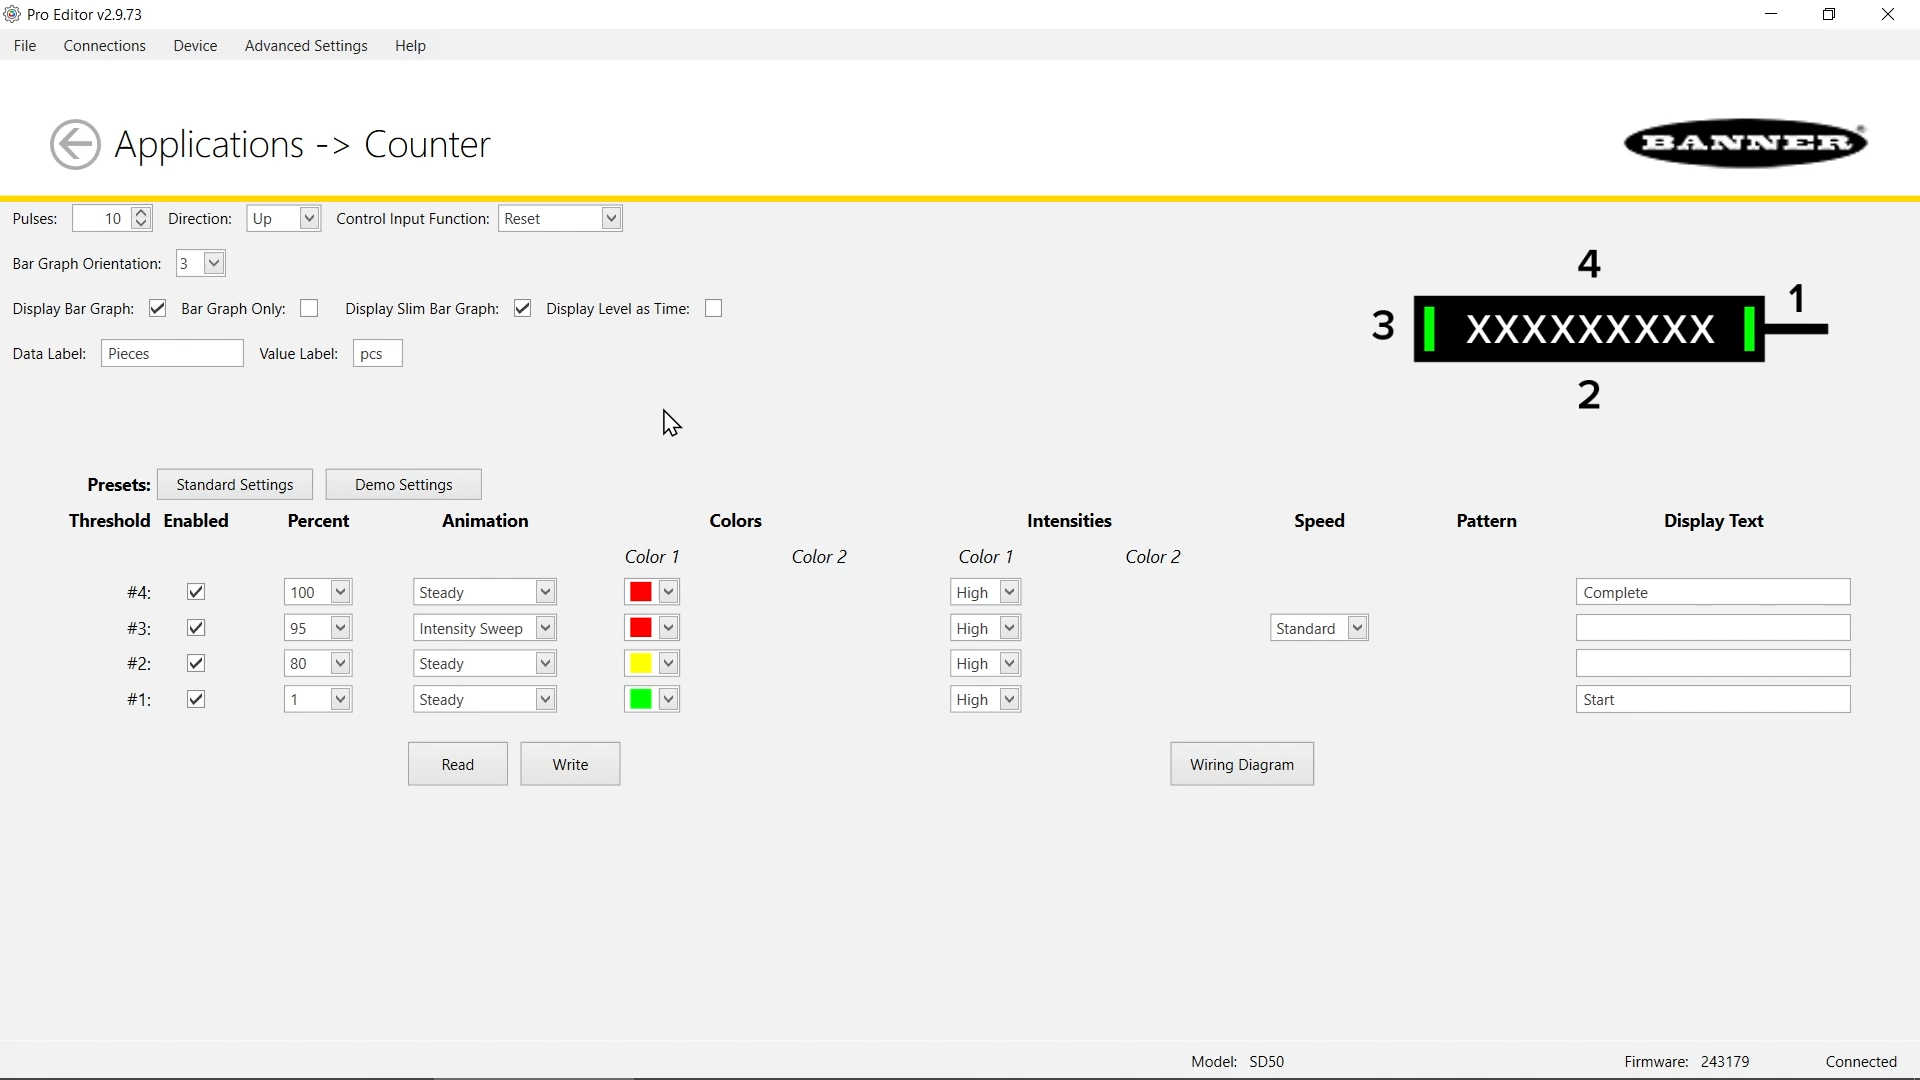 Pro Editor v2.9.73
File Connections Device Advanced Settings Help
Applications -> Counter
BANNER®
Pulses: 10 Direction: Up Control Input Function: Reset
Bar Graph Orientation: 3
Display Bar Graph: Bar Graph Only: Display Slim Bar Graph: Display Level as Time:
Data Label: Pieces Value Label: pcs
4
1
3 XXXXXXXXX
2
Presets: Standard Settings Demo Settings
Threshold Enabled Percent Animation Colors Intensities Speed Pattern Display Text
Color 1 Color 2 Color 1 Color 2
#4: 100 Steady High Complete
#3: 95 Intensity Sweep High Standard
#2: 80 Steady High
#1: 1 Steady High Start
Read Write Wiring Diagram
Model: SD50 Firmware: 243179 Connected